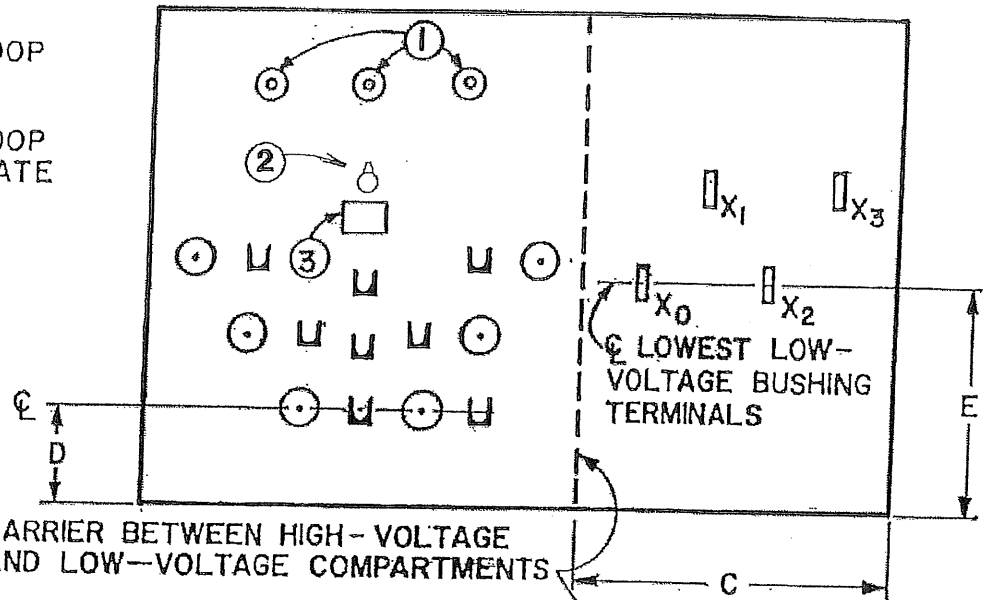 1
OOP
2
OOP
ATE
X1
X3
3
X0
X2
℄ LOWEST LOW-
VOLTAGE BUSHING
TERMINALS
℄
D
E
ARRIER BETWEEN HIGH-VOLTAGE
ND LOW-VOLTAGE COMPARTMENTS
C